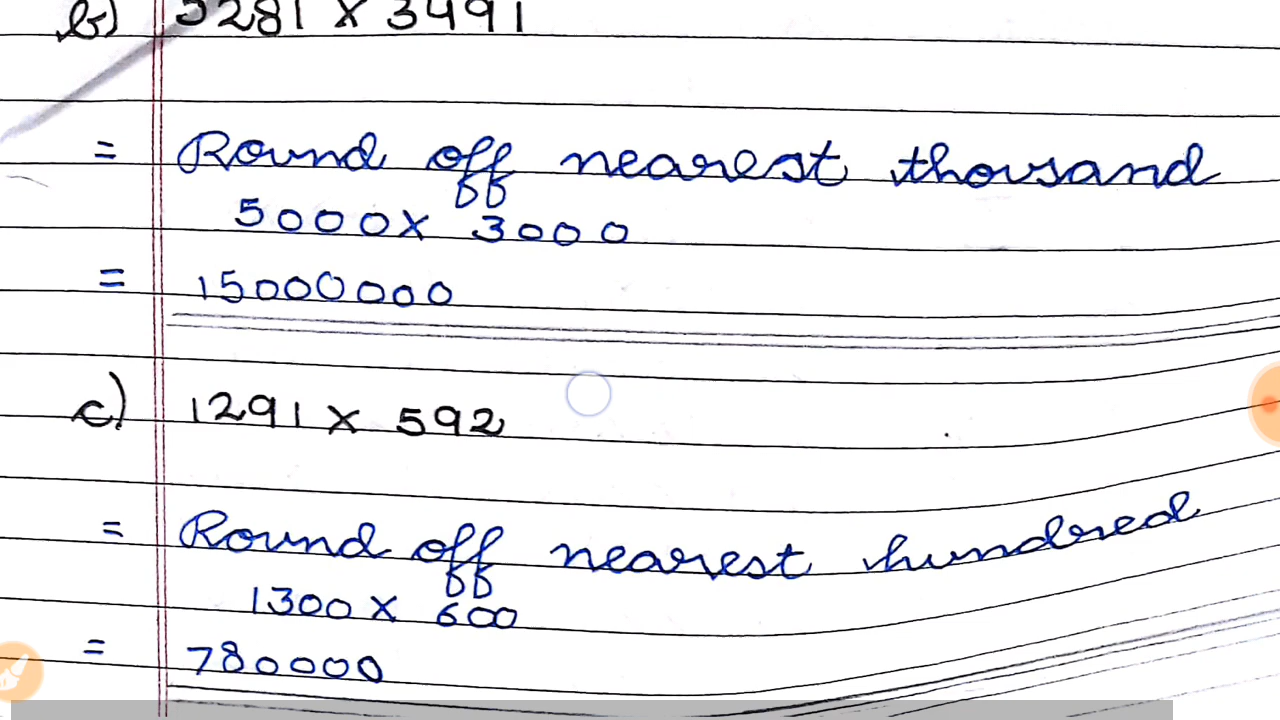 b) 5281 × 3491
= Round off nearest thousand
5000 × 3000
= 15000000
c) 1291 × 592
= Round off nearest hundred
1300 × 600
= 780000